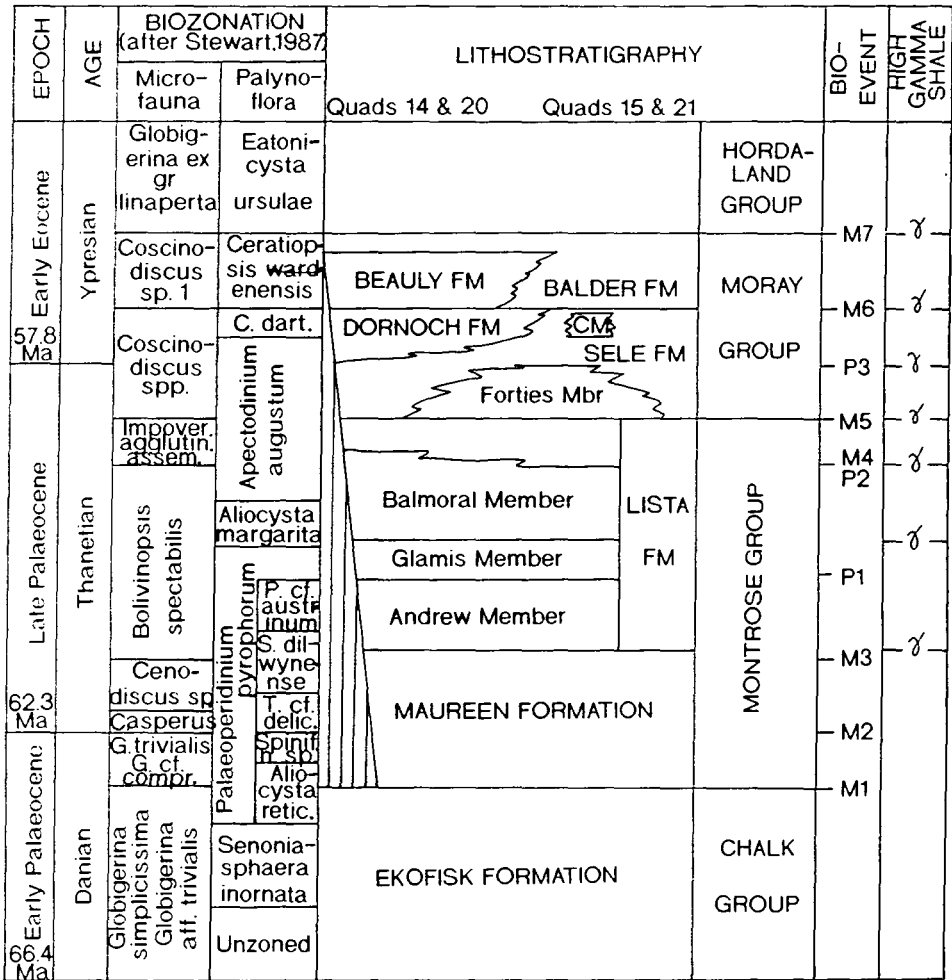 EPOCH
AGE
BIOZONATION
(after Stewart,1987
Micro-
fauna
Palyno-
flora
LITHOSTRATIGRAPHY
Quads 14 & 20
Quads 15 & 21
BIO-
EVENT
HIGH
GAMMA
SHALE
Early Eocene
57.8
Ma
Late Palaeocene
62.3
Ma
Early Palaeocene
66.4
Ma
Ypresian
Thanetian
Danian
Globig-
erina ex
gr
linaperta
Coscino-
discus
sp. 1
Coscino-
discus
spp.
Impover.
agglutin.
assem.
Bolivinopsis
spectabilis
Ceno-
discus sp
Casperus
G. trivialis
G. cf.
compr.
Globigerina
simplicissima
Globigerina
aff. trivialis
Eatoni-
cysta
ursulae
Ceratiop-
sis ward
enensis
C. dart.
Apectodinium
augustum
Aliocysta
margarita
Palaeoperidinium
pyrophorum
P. cf.
austr
inum
S. dil-
wyne-
nse
T. cf.
delic.
Spinif
n. sp.
Alio-
cysta
retic.
Senonia-
sphaera
inornata
Unzoned
BEAULY FM
BALDER FM
DORNOCH FM
CM
SELE FM
Forties Mbr
Balmoral Member
Glamis Member
Andrew Member
LISTA
FM
MAUREEN FORMATION
EKOFISK FORMATION
HORDA-
LAND
GROUP
MORAY
GROUP
MONTROSE GROUP
CHALK
GROUP
M7 γ
M6 γ
P3 γ
M5 γ
M4 γ
P2
γ
P1
γ
M3
M2
M1